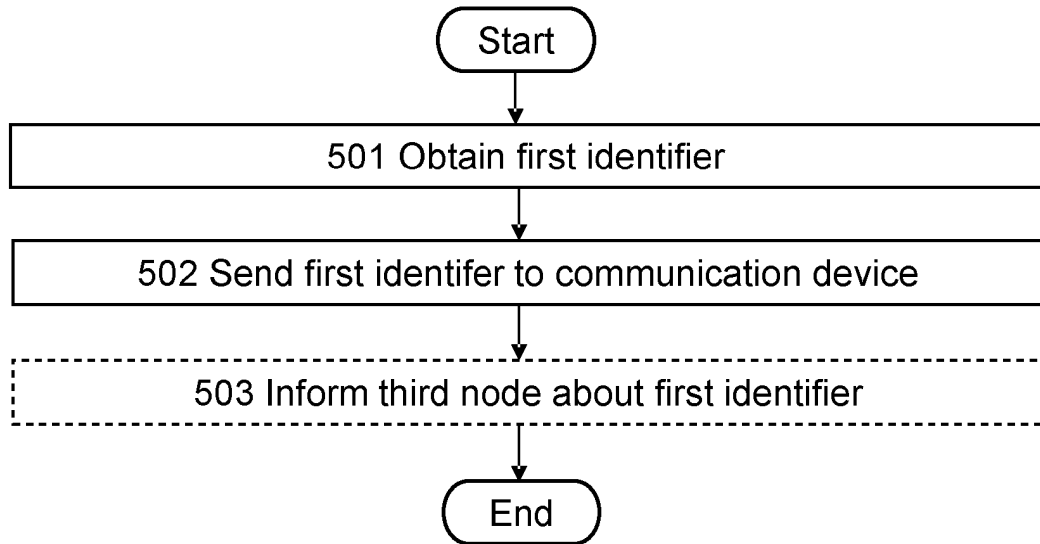 Start
501 Obtain first identifier
502 Send first identifer to communication device
503 Inform third node about first identifier
End